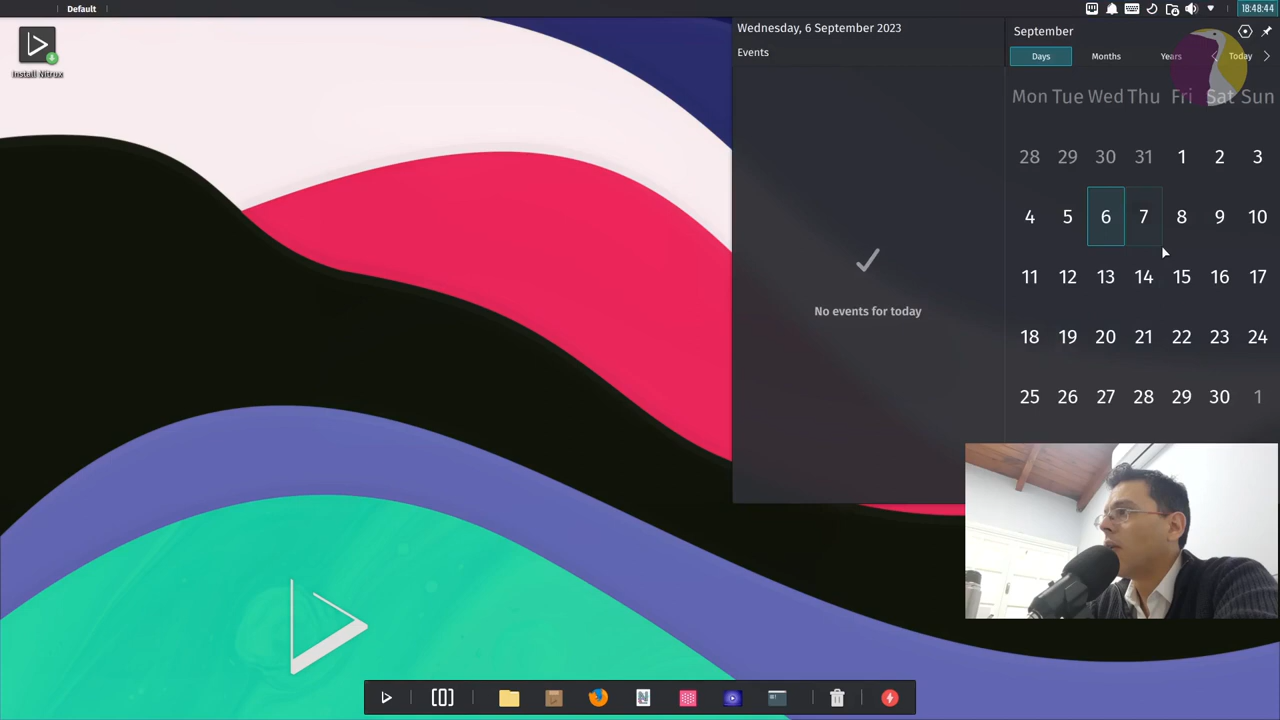 Default
18:48:44
Install Nitrux
Wednesday, 6 September 2023
Events
No events for today
September
Days Months Years Today
Mon Tue Wed Thu Fri Sat Sun
28 29 30 31 1 2 3
4 5 6 7 8 9 10
11 12 13 14 15 16 17
18 19 20 21 22 23 24
25 26 27 28 29 30 1